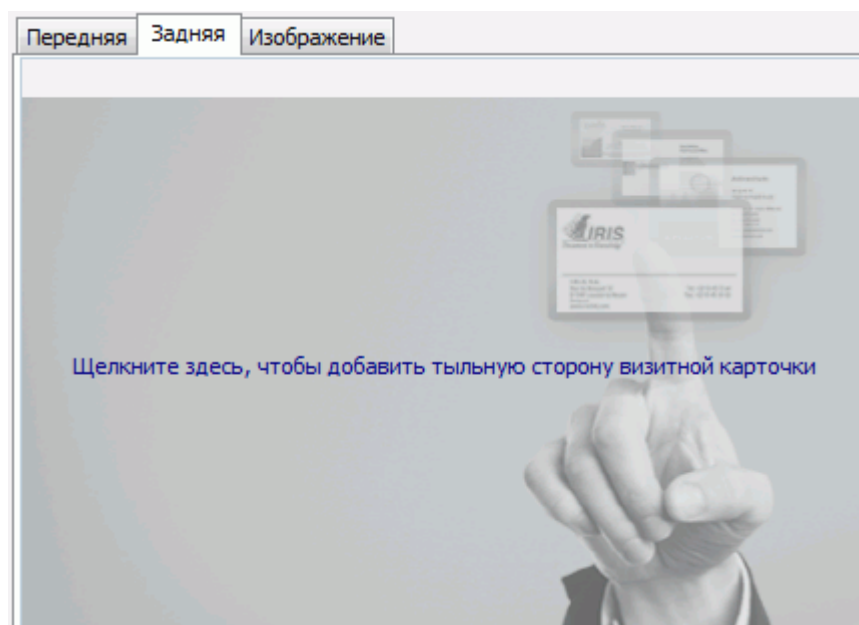 Передняя
Задняя
Изображение
IRIS
Щелкните здесь, чтобы добавить тыльную сторону визитной карточки